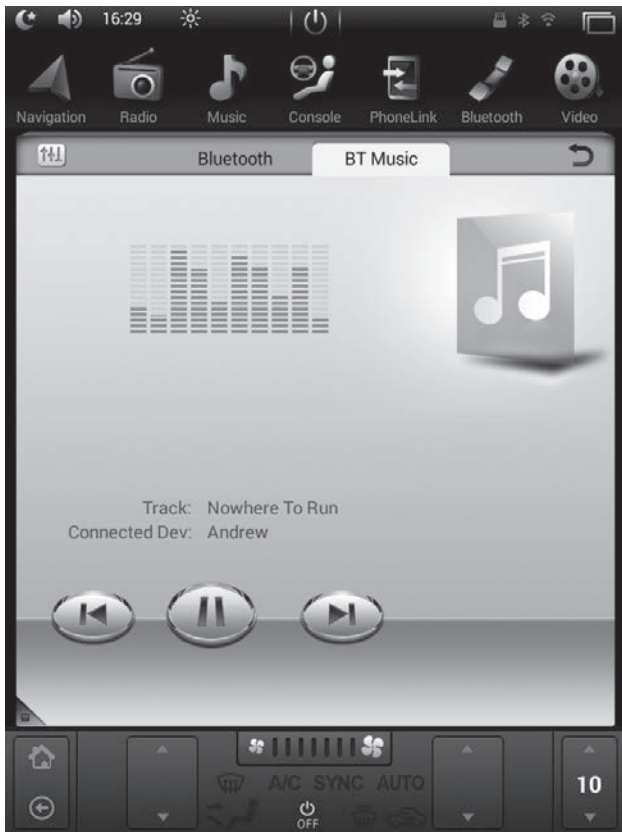 16:29
Navigation Radio Music Console PhoneLink Bluetooth Video
Bluetooth BT Music
Track: Nowhere To Run
Connected Dev: Andrew
A/C SYNC AUTO
10
OFF